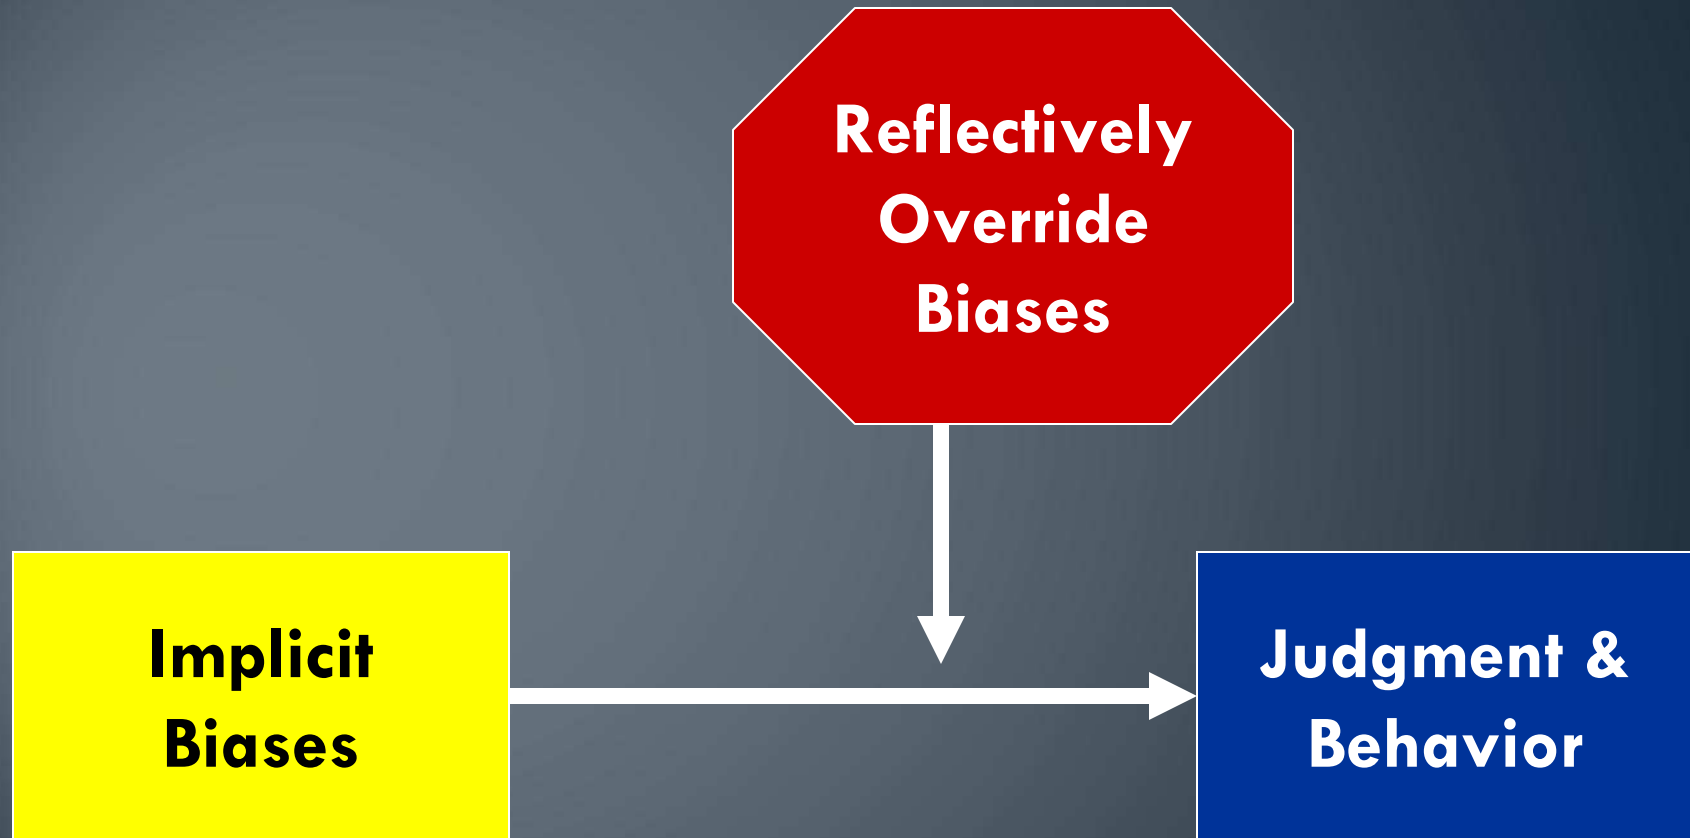 Reflectively
Override
Biases
Implicit
Biases
Judgment &
Behavior